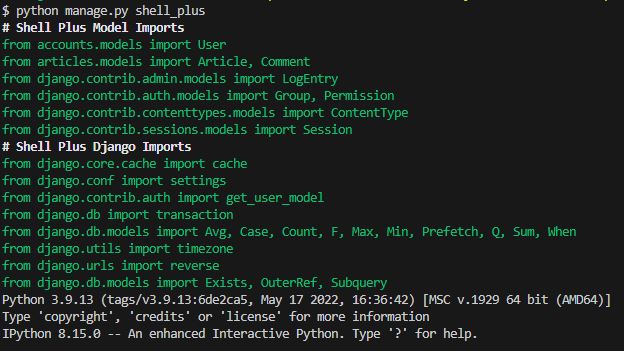 $ python manage.py shell_plus
# Shell Plus Model Imports
from accounts.models import User
from articles.models import Article, Comment
from django.contrib.admin.models import LogEntry
from django.contrib.auth.models import Group, Permission
from django.contrib.contenttypes.models import ContentType
from django.contrib.sessions.models import Session
# Shell Plus Django Imports
from django.core.cache import cache
from django.conf import settings
from django.contrib.auth import get_user_model
from django.db import transaction
from django.db.models import Avg, Case, Count, F, Max, Min, Prefetch, Q, Sum, When
from django.utils import timezone
from django.urls import reverse
from django.db.models import Exists, OuterRef, Subquery
Python 3.9.13 (tags/v3.9.13:6de2ca5, May 17 2022, 16:36:42) [MSC v.1929 64 bit (AMD64)]
Type 'copyright', 'credits' or 'license' for more information
IPython 8.15.0 -- An enhanced Interactive Python. Type '?' for help.